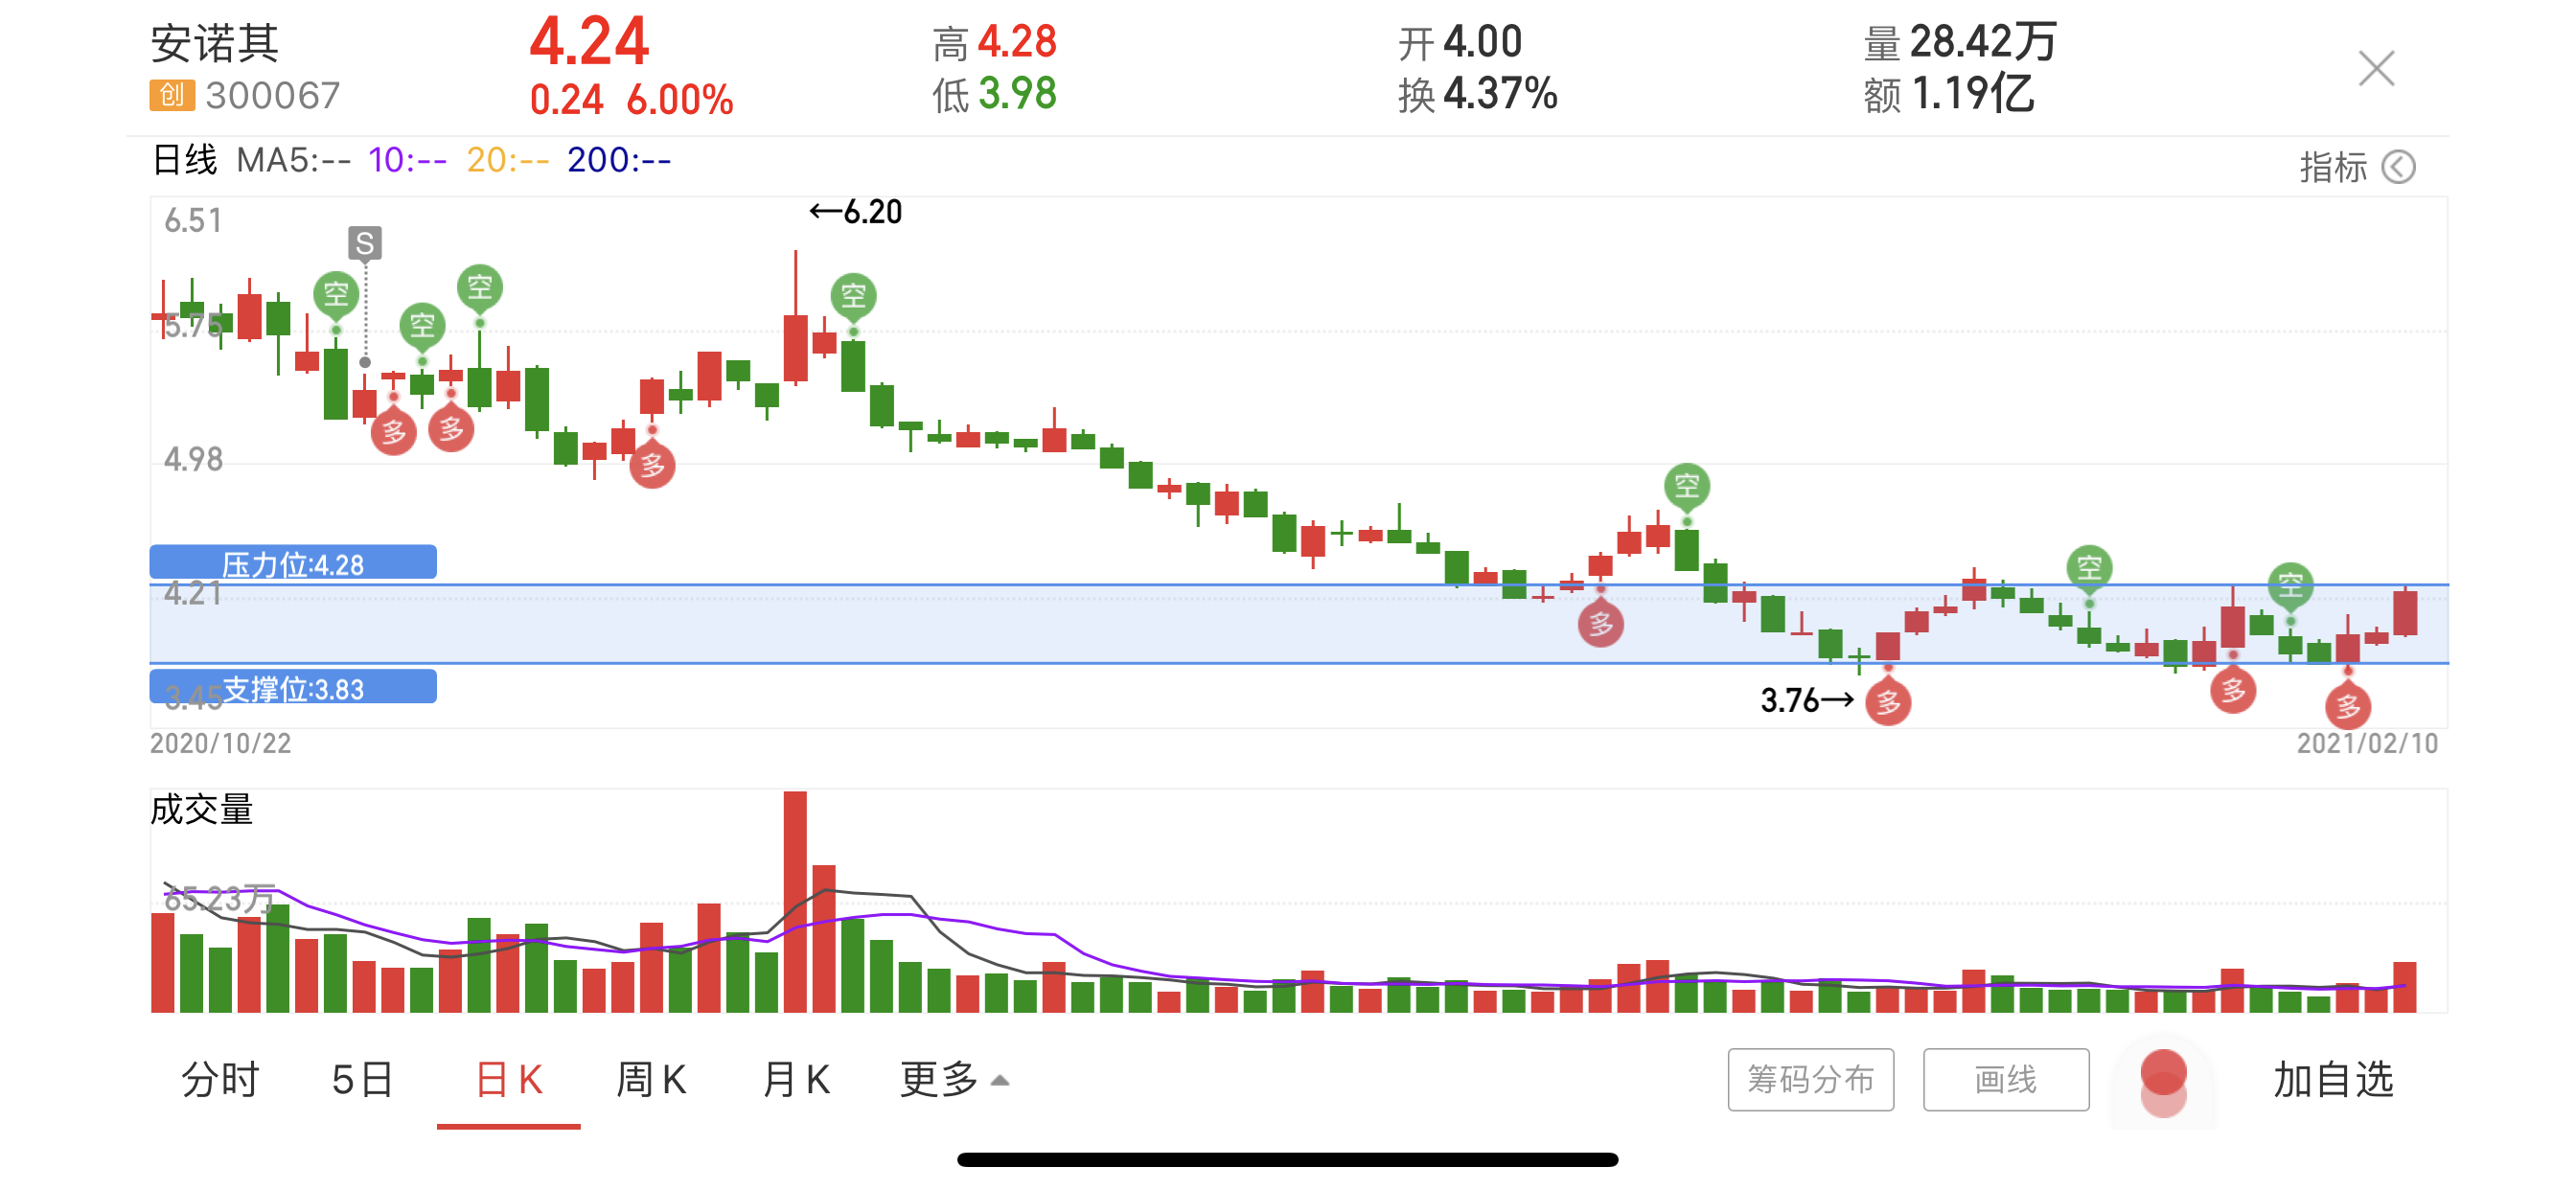 安诺其 4.24 高 4.28 开 4.00 量 28.42万
创 300067 0.24 6.00% 低 3.98 换 4.37% 额 1.19亿
日线 MA5:-- 10:-- 20:-- 200:-- 指标
6.51
←6.20
S
空 空 空 空
5.75
多 多 多
4.98
空
压力位:4.28
4.21
空 空
多
支撑位:3.83
3.45
3.76→
多 多 多
2020/10/22 2021/02/10
成交量
65.23万
分时 5日 日K 周K 月K 更多 筹码分布 画线 加自选